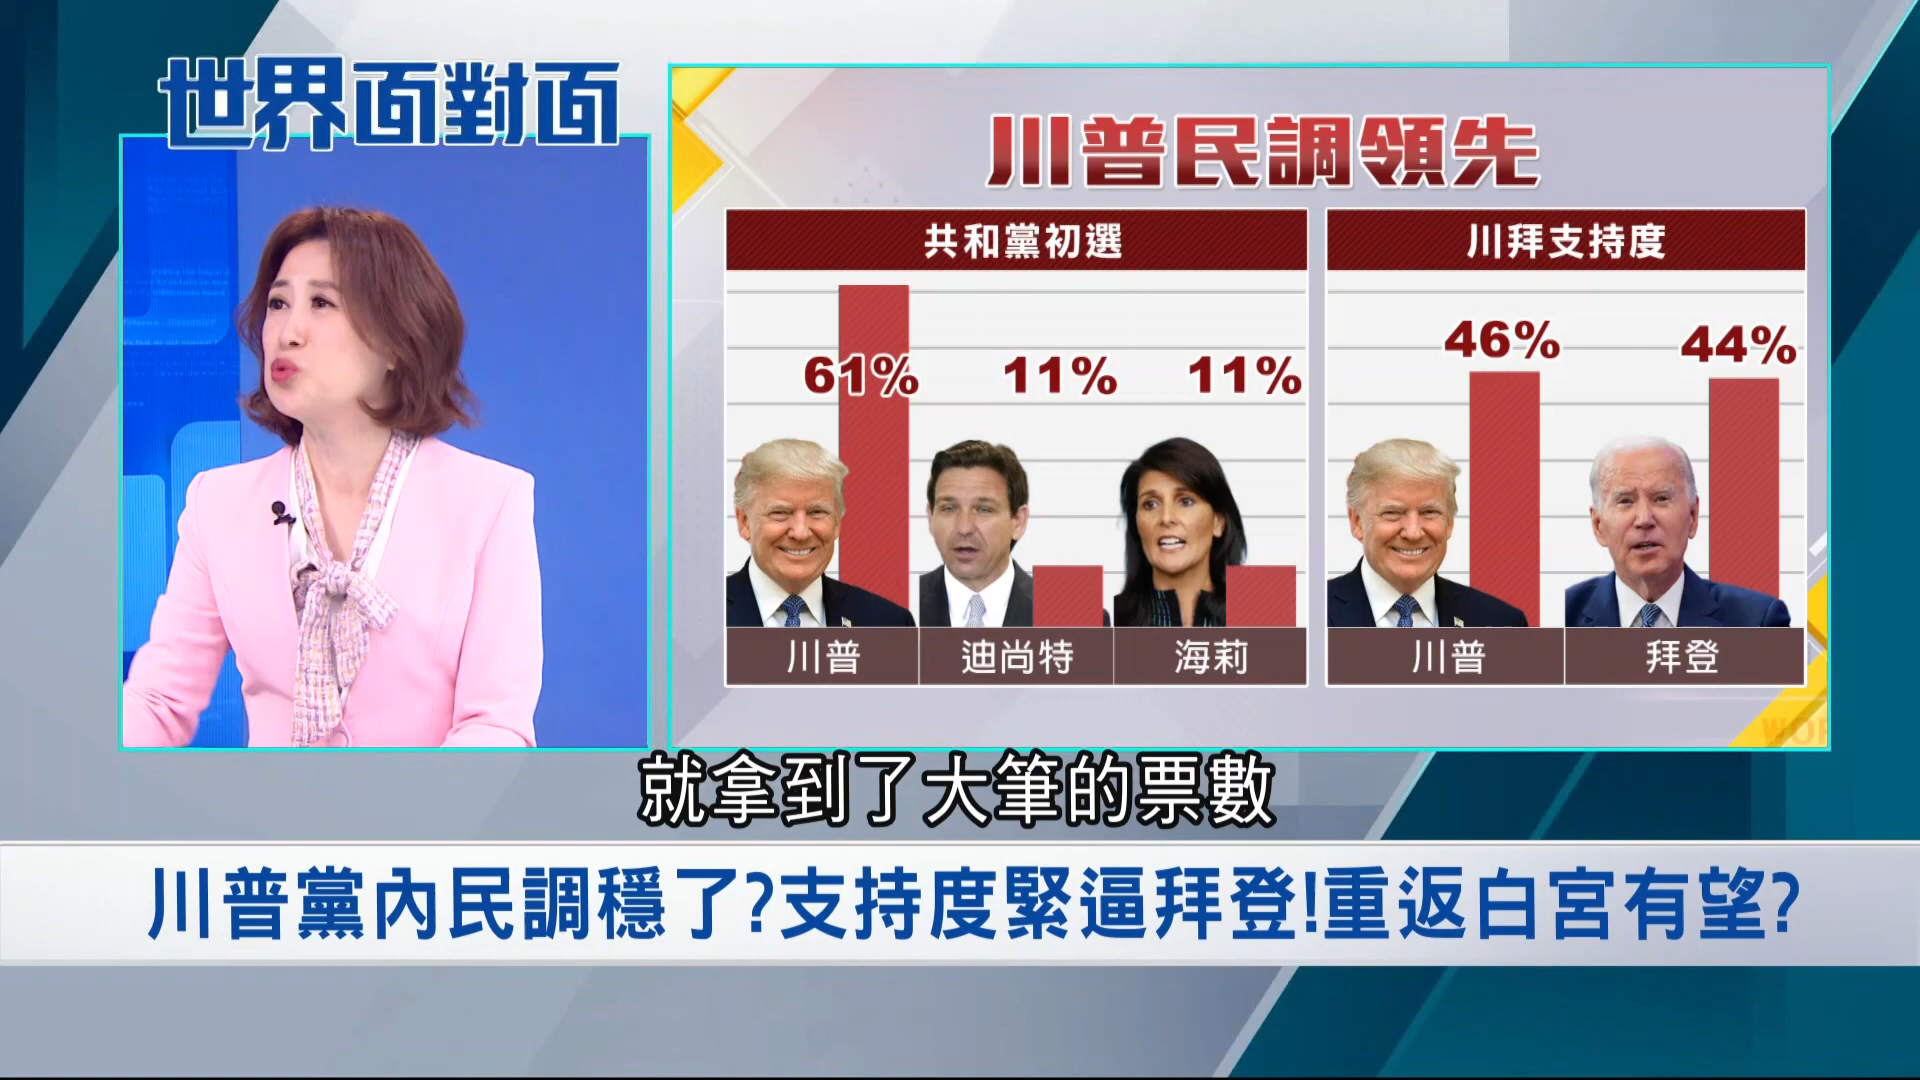 世界面對面
川普民調領先
共和黨初選
川拜支持度
61%
11%
11%
46%
44%
川普
迪尚特
海莉
川普
拜登
就拿到了大筆的票數
川普黨內民調穩了?支持度緊逼拜登!重返白宮有望?